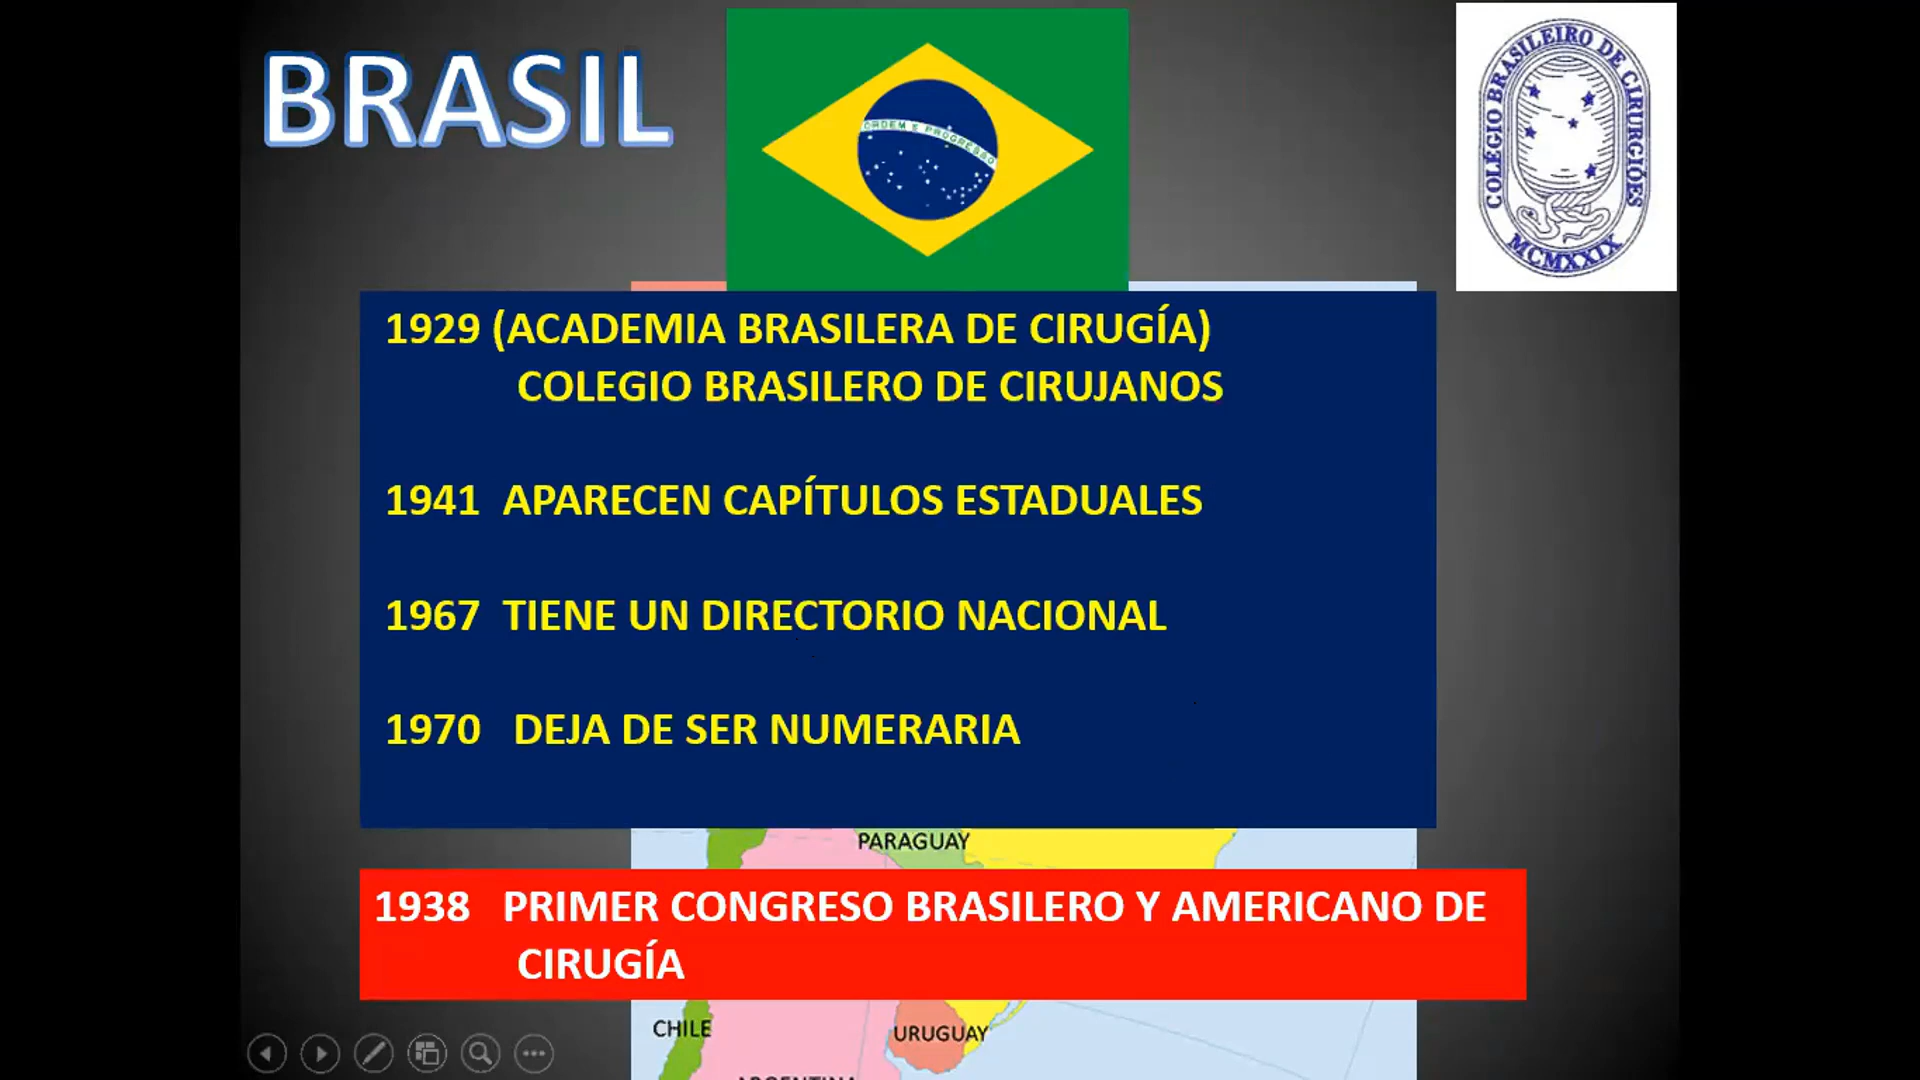 BRASIL
ORDEM E PROGRESSO
COLÉGIO BRASILEIRO DE CIRURGIÕES
MCMXXIX
1929 (ACADEMIA BRASILERA DE CIRUGÍA)
COLEGIO BRASILERO DE CIRUJANOS
1941 APARECEN CAPÍTULOS ESTADUALES
1967 TIENE UN DIRECTORIO NACIONAL
1970 DEJA DE SER NUMERARIA
PARAGUAY
1938 PRIMER CONGRESO BRASILERO Y AMERICANO DE
CIRUGÍA
CHILE
URUGUAY
ARGENTINA